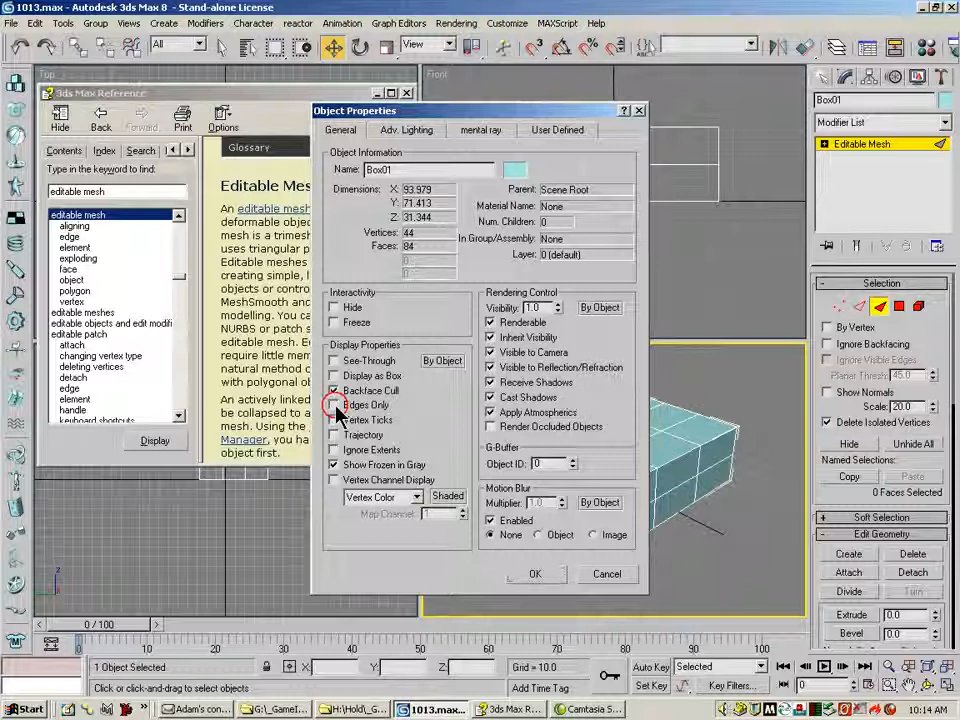 1013.max - Autodesk 3ds Max 8 - Stand-alone License
File Edit Tools Group Views Create Modifiers Character reactor Animation Graph Editors Rendering Customize MAXScript Help
All View
Top
Front
3ds Max Reference
Hide Back Forward Print Options
Contents Index Search
Type in the keyword to find:
editable mesh
editable mesh
aligning
edge
element
exploding
face
object
polygon
vertex
editable meshes
editable objects and edit modifi
editable patch
attach
changing vertex type
deleting vertices
detach
edge
element
handle
keyboard shortcuts
Display
Glossary
Editable Mes
An editable mesh
deformable obje
mesh is a trimesh
uses triangular p
Editable meshes
creating simple, l
objects or contro
MeshSmooth and
modelling. You c
NURBS or patch s
editable mesh. E
require little mem
natural method o
with polygonal ob
An actively linked
be collapsed to a
mesh. Using the
Manager, you ha
object first.
Object Properties
General Adv. Lighting mental ray User Defined
Object Information
Name: Box01
Dimensions: X: 93.979
Y: 71.413
Z: 31.344
Vertices: 44
Faces: 84
0
0
Parent: Scene Root
Material Name: None
Num. Children: 0
In Group/Assembly: None
Layer: 0 (default)
Interactivity
Hide
Freeze
Display Properties
See-Through By Object
Display as Box
Backface Cull
Edges Only
Vertex Ticks
Trajectory
Ignore Extents
Show Frozen in Gray
Vertex Channel Display
Vertex Color Shaded
Map Channel: 1
Rendering Control
Visibility: 1.0 By Object
Renderable
Inherit Visibility
Visible to Camera
Visible to Reflection/Refraction
Receive Shadows
Cast Shadows
Apply Atmospherics
Render Occluded Objects
G-Buffer
Object ID: 0
Motion Blur
Multiplier: 1.0 By Object
Enabled
None Object Image
OK Cancel
Box01
Modifier List
Editable Mesh
Selection
By Vertex
Ignore Backfacing
Ignore Visible Edges
Planar Thresh: 45.0
Show Normals
Scale: 20.0
Delete Isolated Vertices
Hide Unhide All
Named Selections:
Copy Paste
0 Faces Selected
Soft Selection
Edit Geometry
Create Delete
Attach Detach
Divide Turn
Extrude 0.0
Bevel 0.0
z
x
0 / 100
0 10 20 30 40 50 60 70 80 90 100
1 Object Selected X: Y: Z: Grid = 10.0 Auto Key Selected
Click or click-and-drag to select objects Add Time Tag Set Key Key Filters... 0
Start Adam's con... G:\_GameI... H:\Hold\_G... 1013.max... 3ds Max R... Camtasia S... 10:14 AM